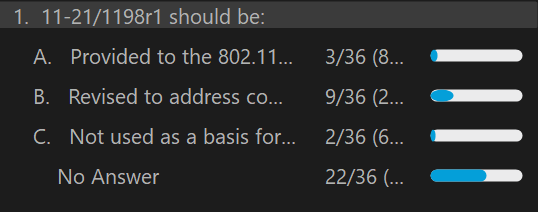 1. 11-21/1198r1 should be:
A. Provided to the 802.11... 3/36 (8...
B. Revised to address co... 9/36 (2...
C. Not used as a basis for... 2/36 (6...
No Answer 22/36 (...